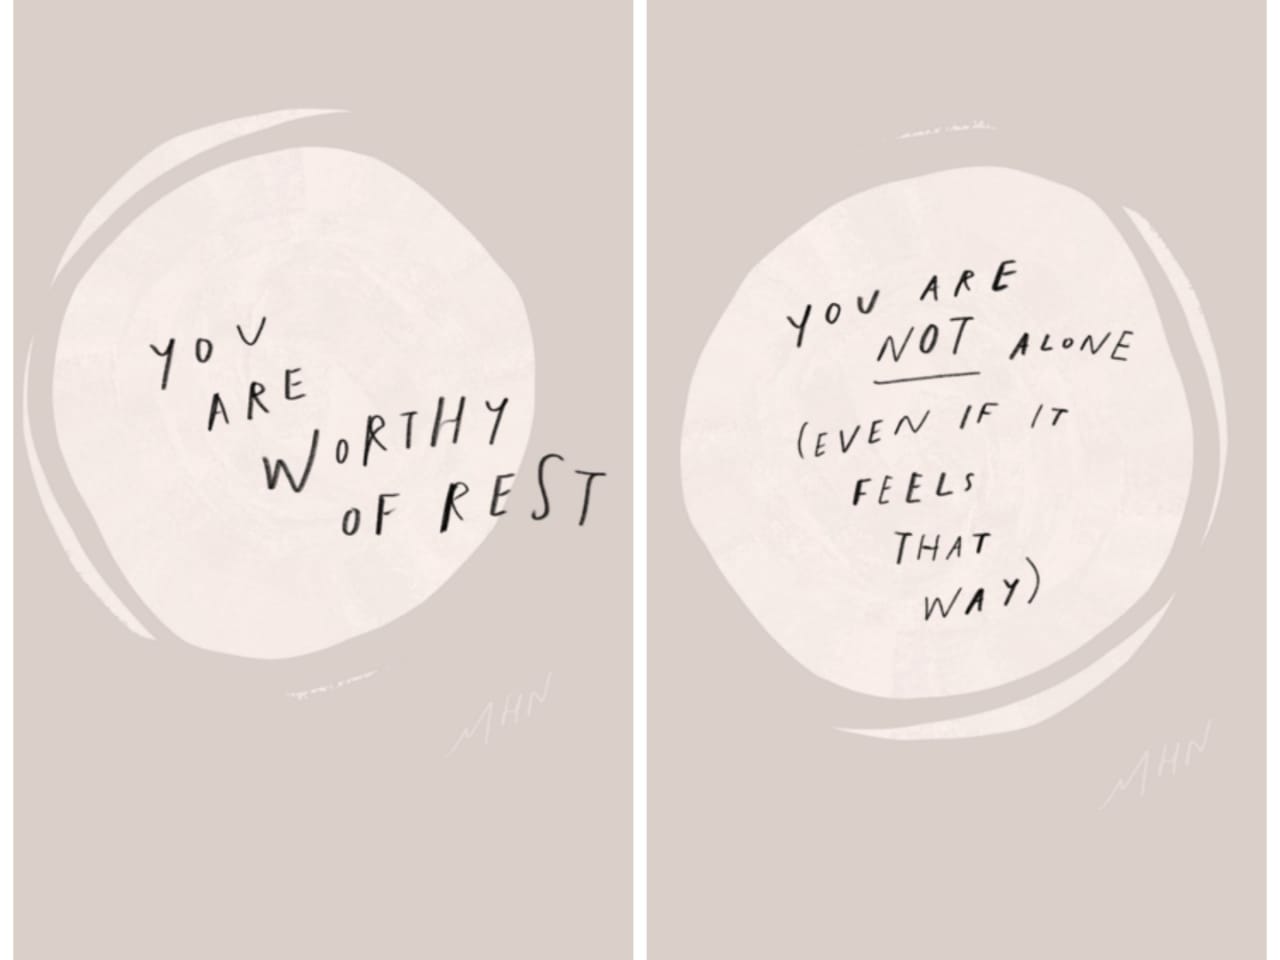 YOU
ARE
WORTHY
OF REST
MHN
YOU ARE
NOT ALONE
(EVEN IF IT
FEELS
THAT
WAY)
MHN